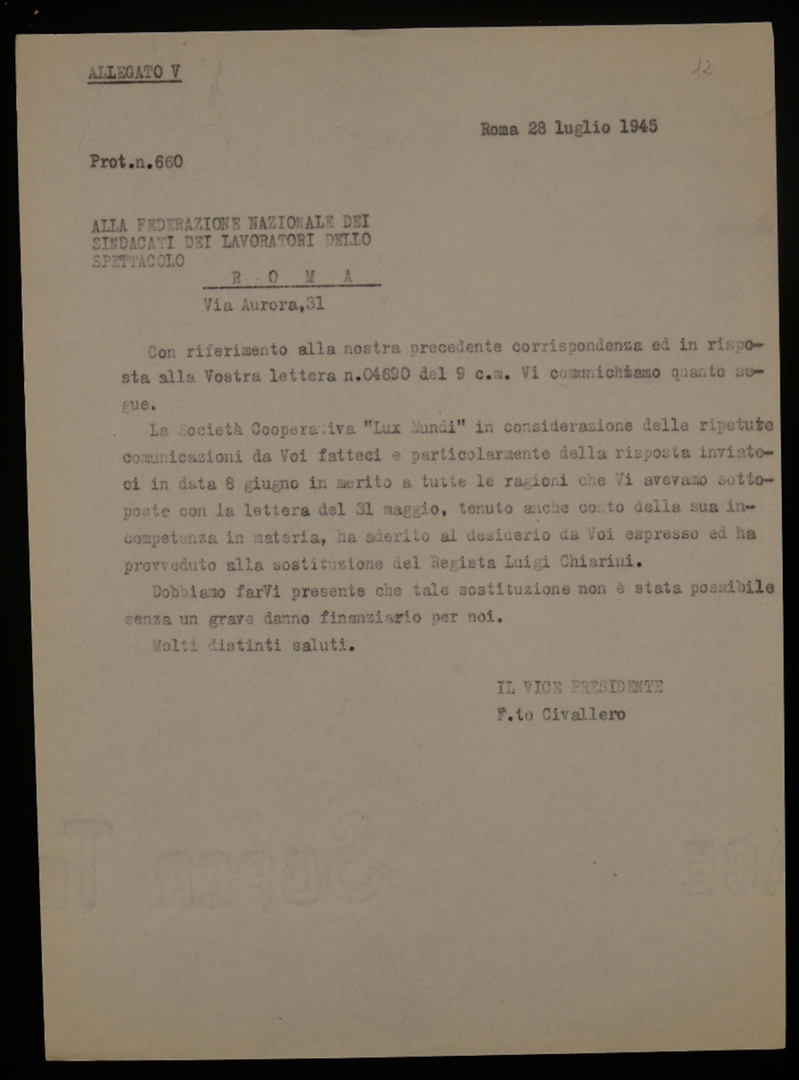 ALLEGATO V
12
Roma 28 luglio 1945
Prot.n.660
ALLA FEDERAZIONE NAZIONALE DEI
SINDACATI DEI LAVORATORI DELLO
SPETTACOLO
R O M A
Via Aurora,31
Con riferimento alla nostra precedente corrispondenza ed in rispo-
sta alla Vostra lettera n.04690 del 9 c.m. Vi comunichiamo quanto se-
gue.
La Società Cooperativa "Lux Mundi" in considerazione delle ripetute
comunicazioni da Voi fatteci e particolarmente della risposta inviate-
ci in data 8 giugno in merito a tutte le ragioni che Vi avevamo sotto-
poste con la lettera del 31 maggio, tenuto anche conto della sua in-
competenza in materia, ha aderito al desiderio da Voi espresso ed ha
provveduto alla sostituzione del Regista Luigi Chiarini.
Dobbiamo farVi presente che tale sostituzione non è stata possibile
senza un grave danno finanziario per noi.
Molti distinti saluti.
IL VICE PRESIDENTE
F.to Civallero
SUPER T